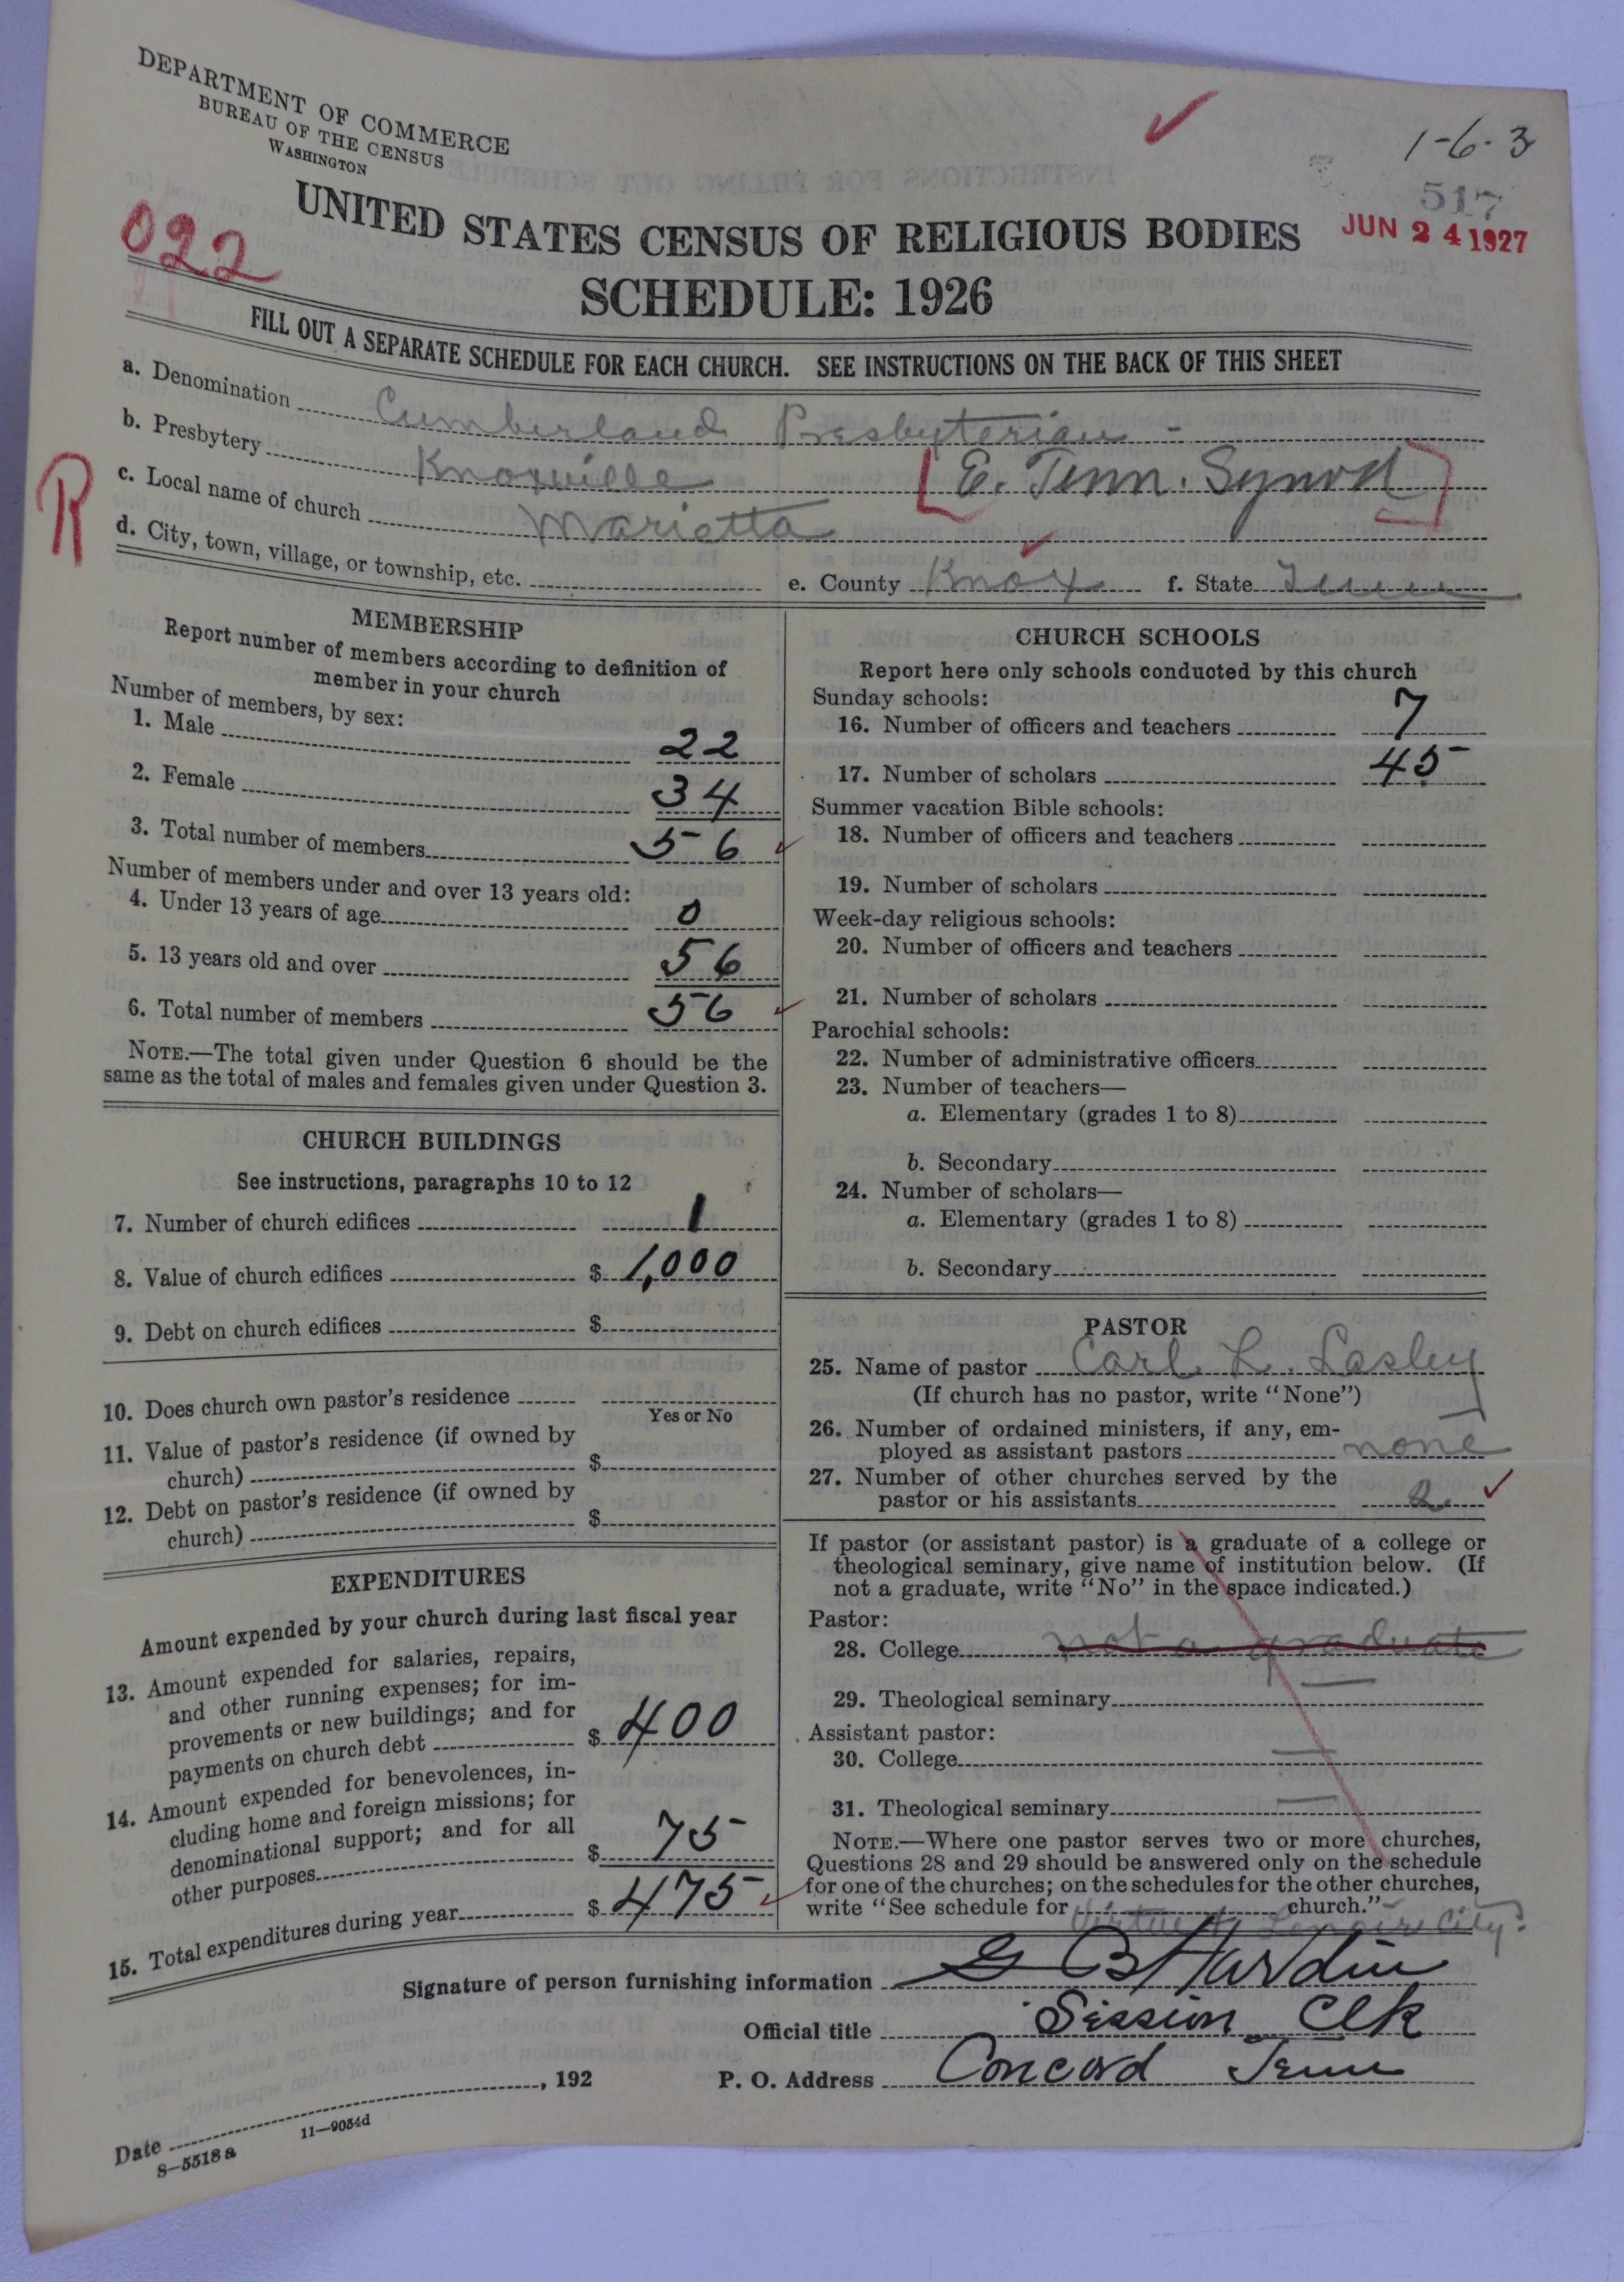 DEPARTMENT OF COMMERCE
BUREAU OF THE CENSUS
WASHINGTON
1-6-3
517
JUN 24 1927
022
UNITED STATES CENSUS OF RELIGIOUS BODIES
SCHEDULE: 1926
FILL OUT A SEPARATE SCHEDULE FOR EACH CHURCH. SEE INSTRUCTIONS ON THE BACK OF THIS SHEET
a. Denomination Cumberland Presbyterian -
b. Presbytery Knoxville [E. Tenn. Synod]
R
c. Local name of church Marietta
d. City, town, village, or township, etc. e. County Knox f. State Tenn
MEMBERSHIP
Report number of members according to definition of
member in your church
Number of members, by sex:
1. Male 22
2. Female 34
3. Total number of members 56
Number of members under and over 13 years old:
4. Under 13 years of age 0
5. 13 years old and over 56
6. Total number of members 56
NOTE.—The total given under Question 6 should be the
same as the total of males and females given under Question 3.
CHURCH BUILDINGS
See instructions, paragraphs 10 to 12
7. Number of church edifices 1
8. Value of church edifices $ 1,000
9. Debt on church edifices $
10. Does church own pastor's residence
Yes or No
11. Value of pastor's residence (if owned by
church) $
12. Debt on pastor's residence (if owned by
church) $
EXPENDITURES
Amount expended by your church during last fiscal year
13. Amount expended for salaries, repairs,
and other running expenses; for im-
provements or new buildings; and for
payments on church debt $ 400
14. Amount expended for benevolences, in-
cluding home and foreign missions; for
denominational support; and for all
other purposes $ 75
15. Total expenditures during year $ 475
CHURCH SCHOOLS
Report here only schools conducted by this church
Sunday schools:
16. Number of officers and teachers 7
17. Number of scholars 45
Summer vacation Bible schools:
18. Number of officers and teachers
19. Number of scholars
Week-day religious schools:
20. Number of officers and teachers
21. Number of scholars
Parochial schools:
22. Number of administrative officers
23. Number of teachers—
a. Elementary (grades 1 to 8)
b. Secondary
24. Number of scholars—
a. Elementary (grades 1 to 8)
b. Secondary
PASTOR
25. Name of pastor Carl L. Lasley
(If church has no pastor, write "None")
26. Number of ordained ministers, if any, em-
ployed as assistant pastors none
27. Number of other churches served by the
pastor or his assistants 2
If pastor (or assistant pastor) is a graduate of a college or
theological seminary, give name of institution below. (If
not a graduate, write "No" in the space indicated.)
Pastor:
28. College not a graduate
29. Theological seminary
Assistant pastor:
30. College
31. Theological seminary
NOTE.—Where one pastor serves two or more churches,
Questions 28 and 29 should be answered only on the schedule
for one of the churches; on the schedules for the other churches,
write "See schedule for church."
Virtue Lenoir City.
Signature of person furnishing information G B Hardin
Official title Session Clk
Date , 192 P. O. Address Concord Tenn
8—5518a 11—9054d